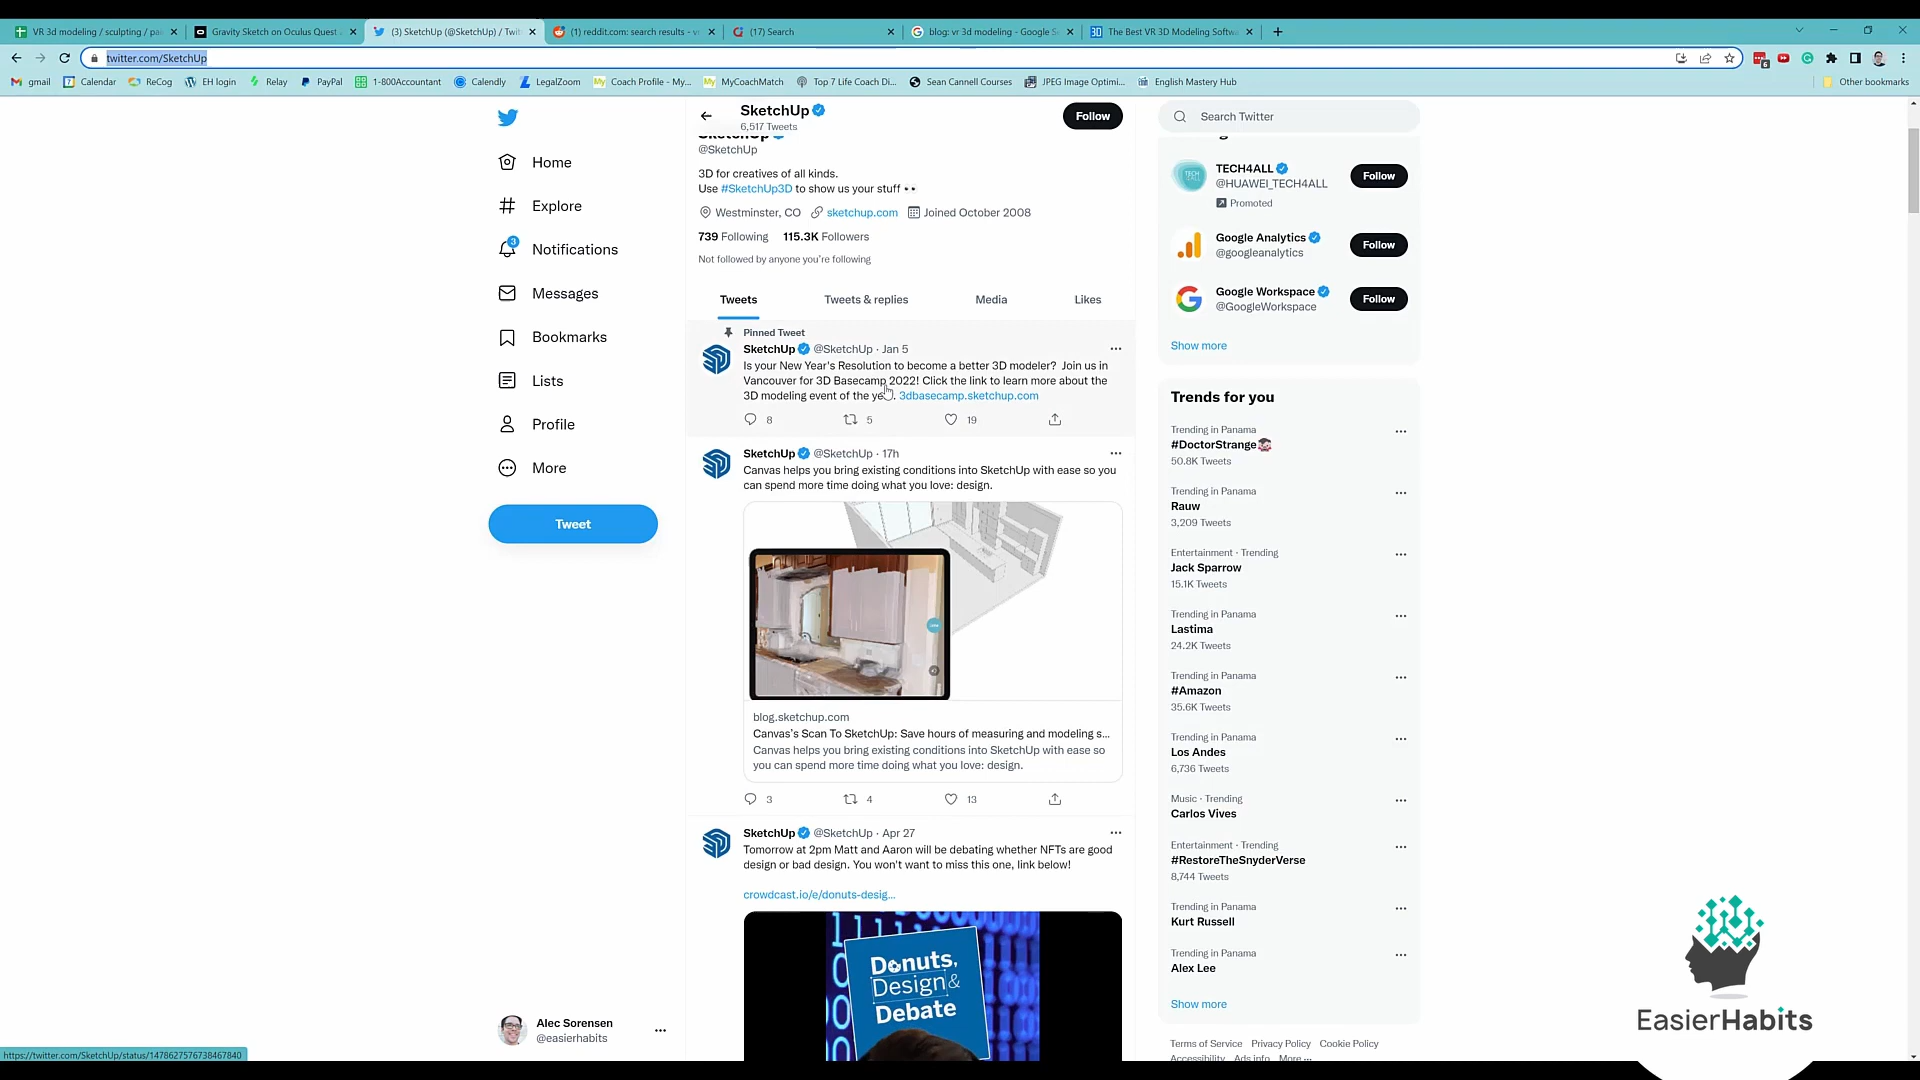 VR 3d modeling / sculpting / pai
Gravity Sketch on Oculus Quest
(3) SketchUp (@SketchUp) / Twit
(1) reddit.com: search results - v
(17) Search
blog: vr 3d modeling - Google S
The Best VR 3D Modeling Softw
twitter.com/SketchUp
gmail
Calendar
ReCog
EH login
Relay
PayPal
1-800Accountant
Calendly
LegalZoom
Coach Profile - My...
MyCoachMatch
Top 7 Life Coach Di...
Sean Cannell Courses
JPEG Image Optimi...
English Mastery Hub
Other bookmarks
Home
Explore
3
Notifications
Messages
Bookmarks
Lists
Profile
More
Tweet
Alec Sorensen
@easierhabits
https://twitter.com/SketchUp/status/1478627576738467840
SketchUp
6,517 Tweets
Follow
SketchUp
@SketchUp
3D for creatives of all kinds.
Use #SketchUp3D to show us your stuff
Westminster, CO sketchup.com Joined October 2008
739 Following 115.3K Followers
Not followed by anyone you're following
Tweets
Tweets & replies
Media
Likes
Pinned Tweet
SketchUp @SketchUp · Jan 5
Is your New Year's Resolution to become a better 3D modeler? Join us in
Vancouver for 3D Basecamp 2022! Click the link to learn more about the
3D modeling event of the 3dbasecamp.sketchup.com
8 5 19
SketchUp @SketchUp · 17h
Canvas helps you bring existing conditions into SketchUp with ease so you
can spend more time doing what you love: design.
blog.sketchup.com
Canvas's Scan To SketchUp: Save hours of measuring and modeling s...
Canvas helps you bring existing conditions into SketchUp with ease so
you can spend more time doing what you love: design.
3 4 13
SketchUp @SketchUp · Apr 27
Tomorrow at 2pm Matt and Aaron will be debating whether NFTs are good
design or bad design. You won't want to miss this one, link below!
crowdcast.io/e/donuts-desig...
Donuts,
Design &
Debate
Search Twitter
TECH4ALL
@HUAWEI_TECH4ALL
Promoted
Follow
Google Analytics
@googleanalytics
Follow
Google Workspace
@GoogleWorkspace
Follow
Show more
Trends for you
Trending in Panama
#DoctorStrange
50.8K Tweets
Trending in Panama
Rauw
3,209 Tweets
Entertainment · Trending
Jack Sparrow
15.1K Tweets
Trending in Panama
Lastima
24.2K Tweets
Trending in Panama
#Amazon
35.6K Tweets
Trending in Panama
Los Andes
6,736 Tweets
Music · Trending
Carlos Vives
Entertainment · Trending
#RestoreTheSnyderVerse
8,744 Tweets
Trending in Panama
Kurt Russell
Trending in Panama
Alex Lee
Show more
Terms of Service Privacy Policy Cookie Policy
Accessibility Ads info More ...
EasierHabits